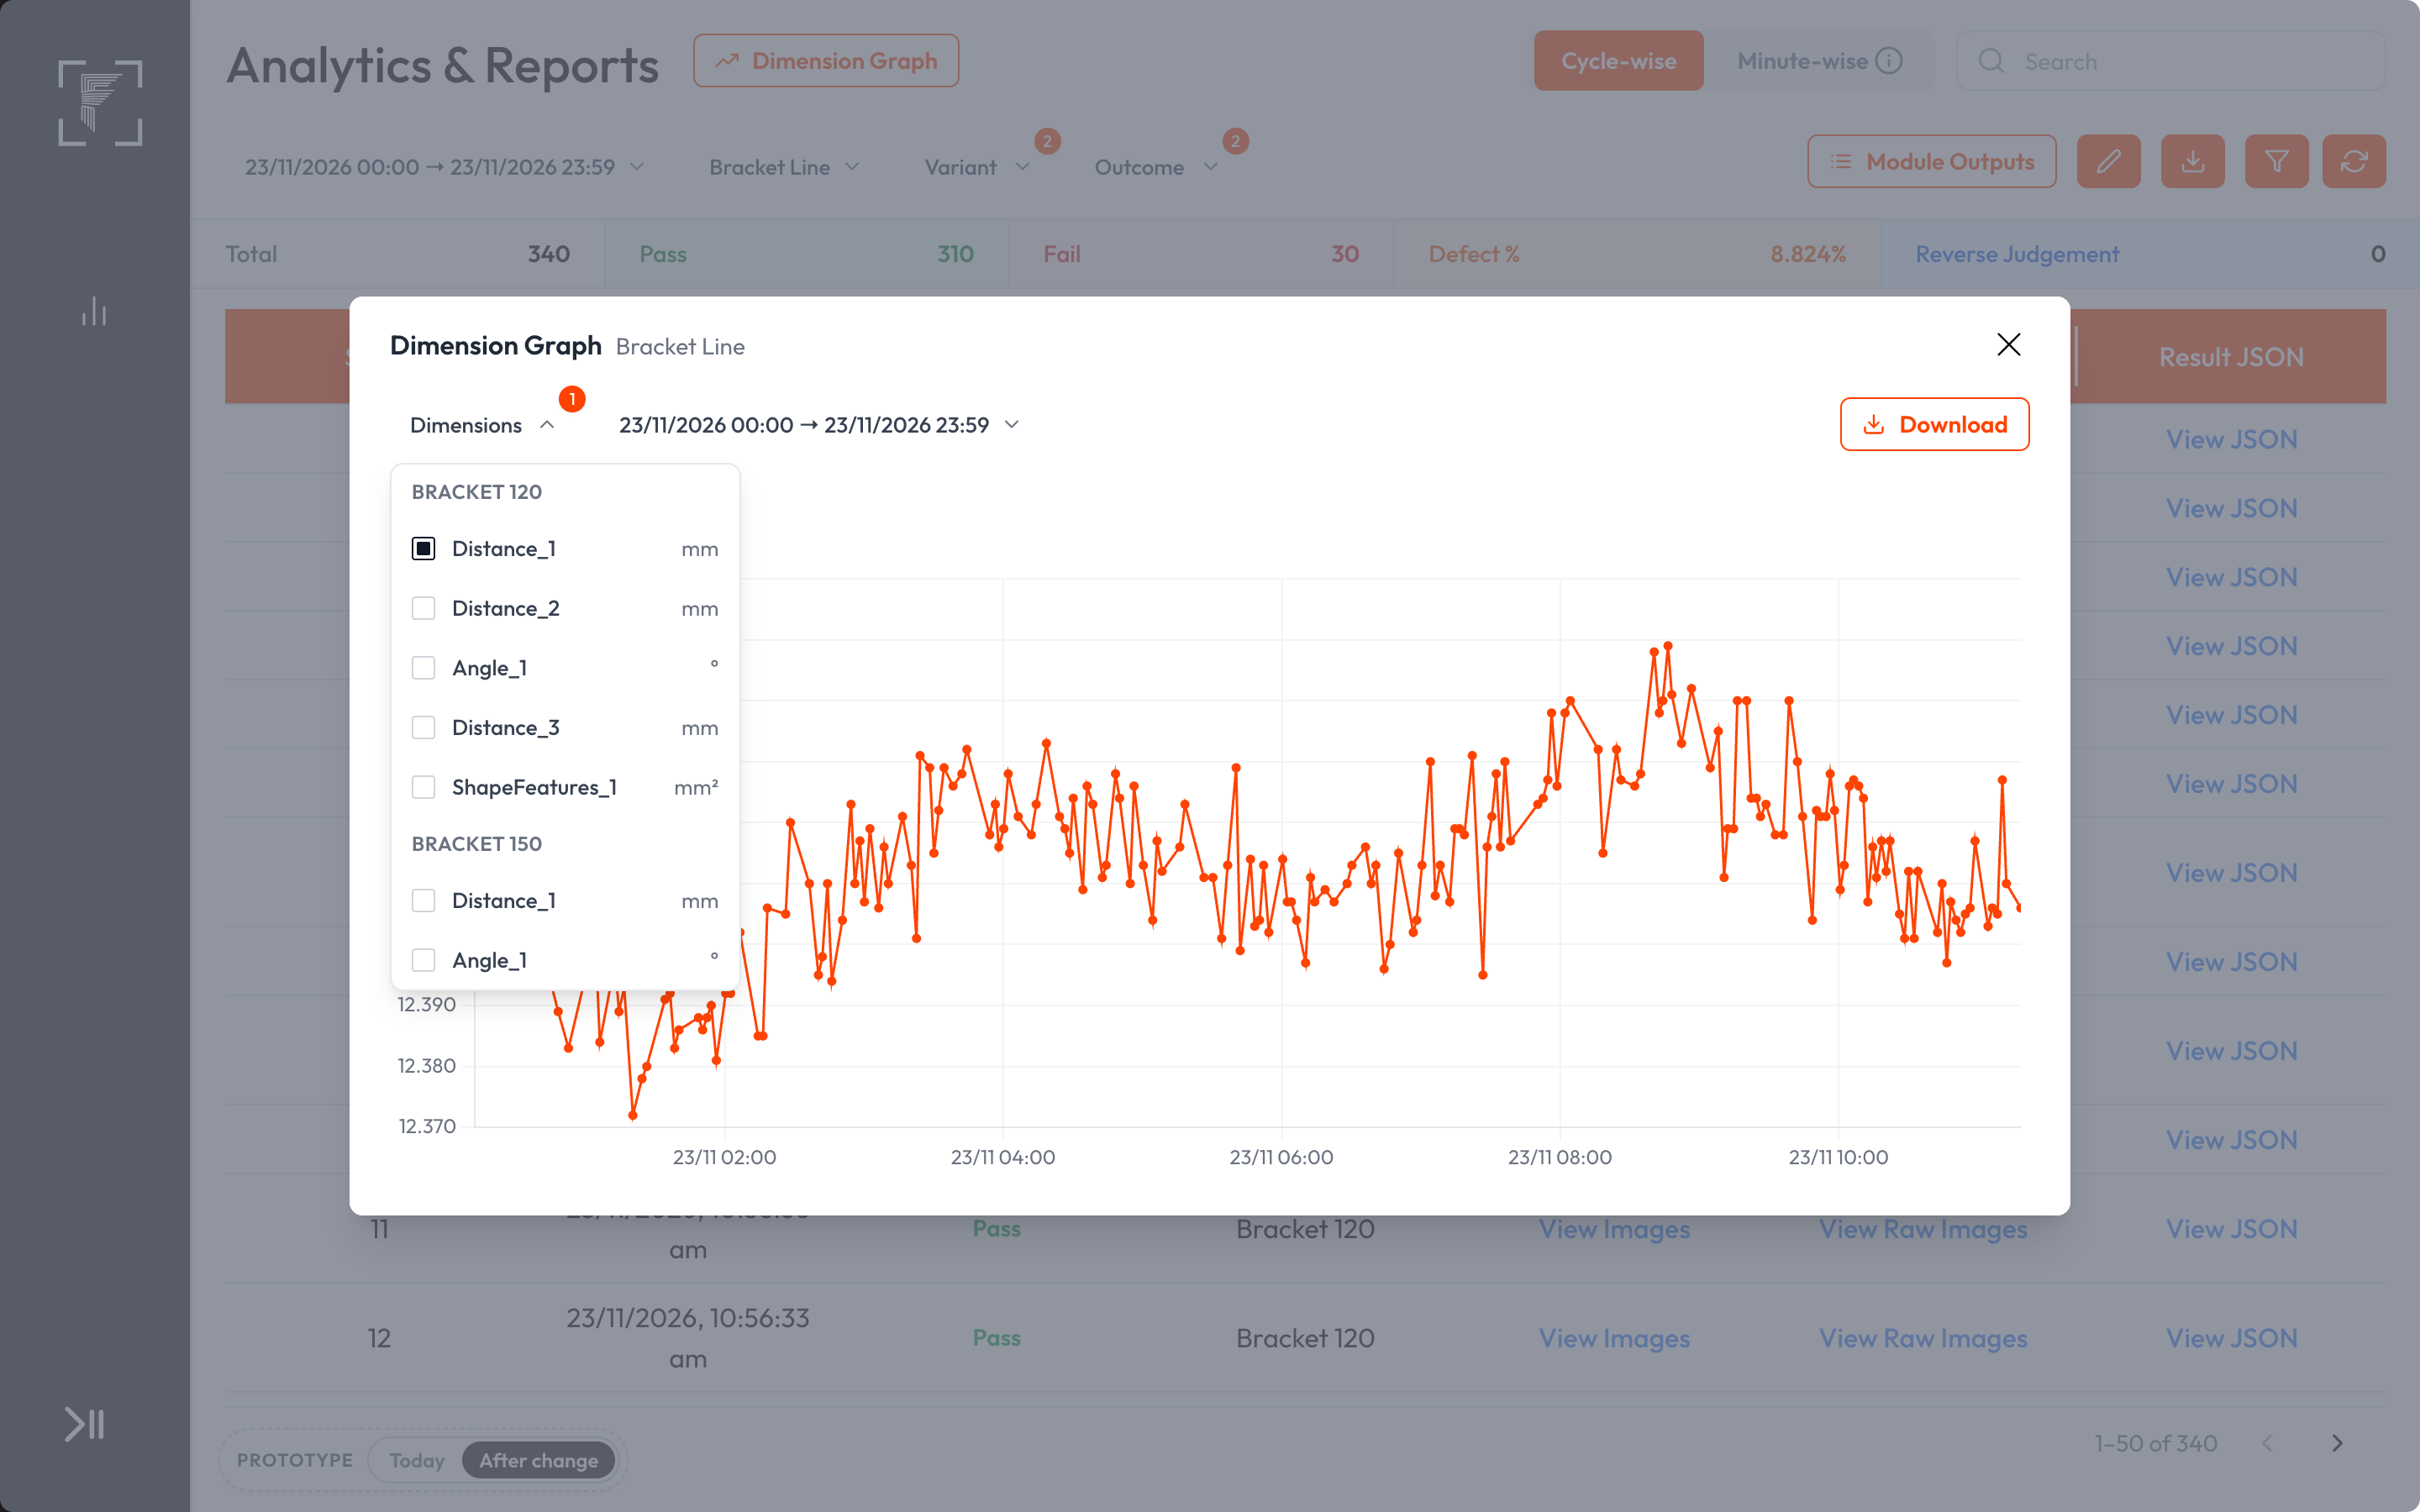 Analytics & Reports
Dimension Graph
Cycle-wise
Minute-wise
Search
23/11/2026 00:00 → 23/11/2026 23:59
Bracket Line
Variant
2
Outcome
2
Module Outputs
Total 340
Pass 310
Fail 30
Defect % 8.824%
Reverse Judgement 0
Result JSON
Dimension Graph Bracket Line
Dimensions
1
23/11/2026 00:00 → 23/11/2026 23:59
Download
BRACKET 120
Distance_1 mm
Distance_2 mm
Angle_1 °
Distance_3 mm
ShapeFeatures_1 mm²
BRACKET 150
Distance_1 mm
Angle_1 °
12.390
12.380
12.370
23/11 02:00
23/11 04:00
23/11 06:00
23/11 08:00
23/11 10:00
View JSON
View JSON
View JSON
View JSON
View JSON
View JSON
View JSON
View JSON
View JSON
View JSON
11
am
Pass
Bracket 120
View Images
View Raw Images
View JSON
12
23/11/2026, 10:56:33
am
Pass
Bracket 120
View Images
View Raw Images
View JSON
PROTOTYPE
Today
After change
1–50 of 340